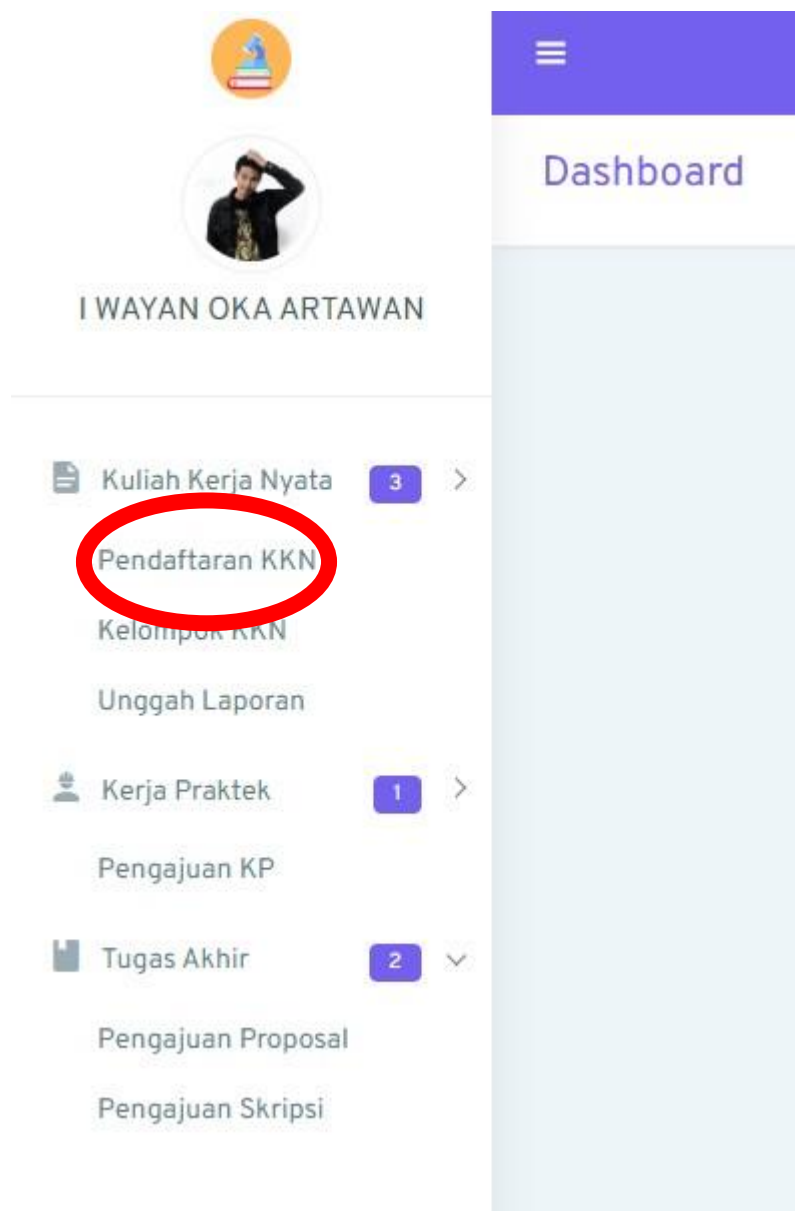 Dashboard
I WAYAN OKA ARTAWAN
Kuliah Kerja Nyata 3
Pendaftaran KKN
Kelompok KKN
Unggah Laporan
Kerja Praktek 1
Pengajuan KP
Tugas Akhir 2
Pengajuan Proposal
Pengajuan Skripsi